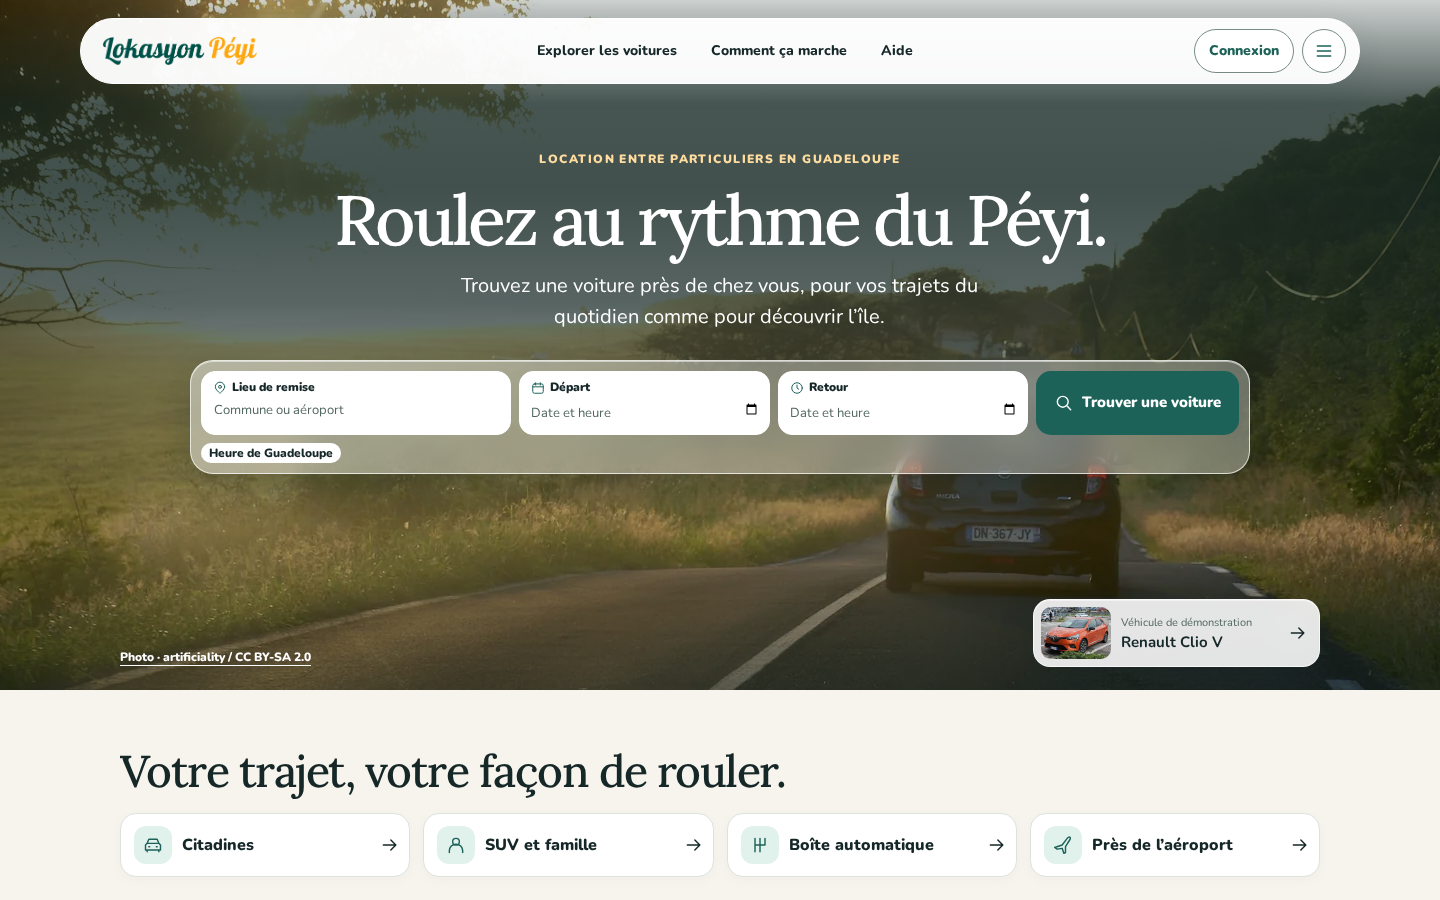 Lokasyon Péyi
Explorer les voitures
Comment ça marche
Aide
Connexion
LOCATION ENTRE PARTICULIERS EN GUADELOUPE
Roulez au rythme du Péyi.
Trouvez une voiture près de chez vous, pour vos trajets du
quotidien comme pour découvrir l’île.
Lieu de remise
Commune ou aéroport
Départ
Date et heure
Retour
Date et heure
Trouver une voiture
Heure de Guadeloupe
DN-367-JY
Véhicule de démonstration
Renault Clio V
Photo · artificiality / CC BY-SA 2.0
Votre trajet, votre façon de rouler.
Citadines
SUV et famille
Boîte automatique
Près de l’aéroport